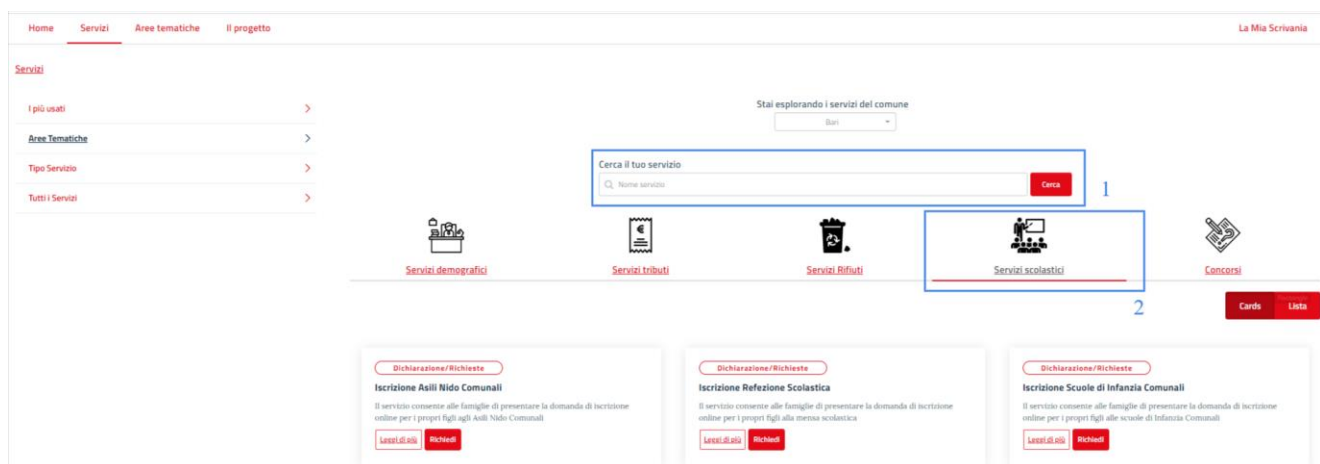 Home Servizi Aree tematiche Il progetto La Mia Scrivania
Servizi
I più usati
Aree Tematiche
Tipo Servizio
Tutti i Servizi
Stai esplorando i servizi del comune
Bari
Cerca il tuo servizio
Nome servizio
Cerca
1
Servizi demografici Servizi tributi Servizi Rifiuti Servizi scolastici Concorsi
2
Cards Lista
Dichiarazione/Richieste
Iscrizione Asili Nido Comunali
Il servizio consente alle famiglie di presentare la domanda di iscrizione
online per i propri figli agli Asili Nido Comunali
Leggi di più Richiedi
Dichiarazione/Richieste
Iscrizione Refezione Scolastica
Il servizio consente alle famiglie di presentare la domanda di iscrizione
online per i propri figli alla mensa scolastica
Leggi di più Richiedi
Dichiarazione/Richieste
Iscrizione Scuole di Infanzia Comunali
Il servizio consente alle famiglie di presentare la domanda di iscrizione
online per i propri figli alle scuole di Infanzia Comunali
Leggi di più Richiedi